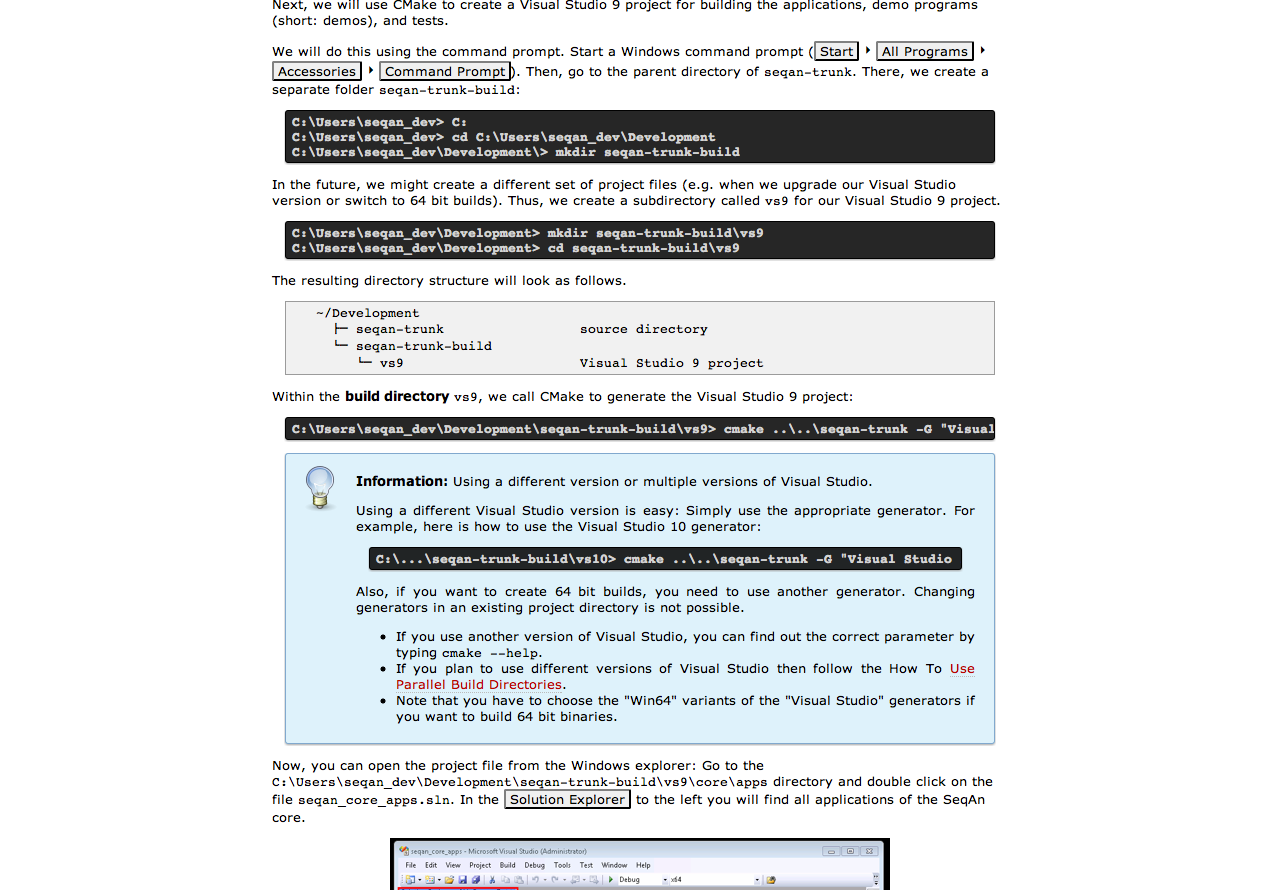 Next, we will use CMake to create a Visual Studio 9 project for building the applications, demo programs
(short: demos), and tests.
We will do this using the command prompt. Start a Windows command prompt (Start ‣ All Programs ‣
Accessories ‣ Command Prompt). Then, go to the parent directory of seqan-trunk. There, we create a
separate folder seqan-trunk-build:
C:\Users\seqan_dev> C:
C:\Users\seqan_dev> cd C:\Users\seqan_dev\Development
C:\Users\seqan_dev\Development\> mkdir seqan-trunk-build
In the future, we might create a different set of project files (e.g. when we upgrade our Visual Studio
version or switch to 64 bit builds). Thus, we create a subdirectory called vs9 for our Visual Studio 9 project.
C:\Users\seqan_dev\Development> mkdir seqan-trunk-build\vs9
C:\Users\seqan_dev\Development> cd seqan-trunk-build\vs9
The resulting directory structure will look as follows.
~/Development
├─ seqan-trunk source directory
└─ seqan-trunk-build
└─ vs9 Visual Studio 9 project
Within the build directory vs9, we call CMake to generate the Visual Studio 9 project:
C:\Users\seqan_dev\Development\seqan-trunk-build\vs9> cmake ..\..\seqan-trunk -G "Visual
Information: Using a different version or multiple versions of Visual Studio.
Using a different Visual Studio version is easy: Simply use the appropriate generator. For
example, here is how to use the Visual Studio 10 generator:
C:\...\seqan-trunk-build\vs10> cmake ..\..\seqan-trunk -G "Visual Studio
Also, if you want to create 64 bit builds, you need to use another generator. Changing
generators in an existing project directory is not possible.
• If you use another version of Visual Studio, you can find out the correct parameter by
typing cmake --help.
• If you plan to use different versions of Visual Studio then follow the How To Use
Parallel Build Directories.
• Note that you have to choose the "Win64" variants of the "Visual Studio" generators if
you want to build 64 bit binaries.
Now, you can open the project file from the Windows explorer: Go to the
C:\Users\seqan_dev\Development\seqan-trunk-build\vs9\core\apps directory and double click on the
file seqan_core_apps.sln. In the Solution Explorer to the left you will find all applications of the SeqAn
core.
seqan_core_apps - Microsoft Visual Studio (Administrator)
File Edit View Project Build Debug Tools Test Window Help
Debug x64